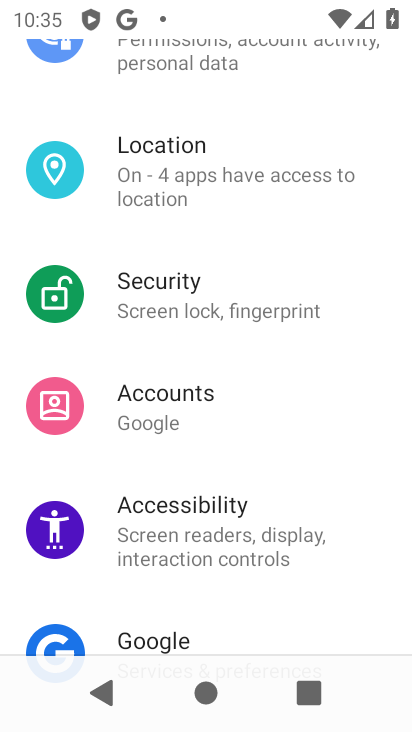 10:35
Permissions, account activity,
personal data
Location
On - 4 apps have access to
location
Security
Screen lock, fingerprint
Accounts
Google
Accessibility
Screen readers, display,
interaction controls
Google
Services & preferences